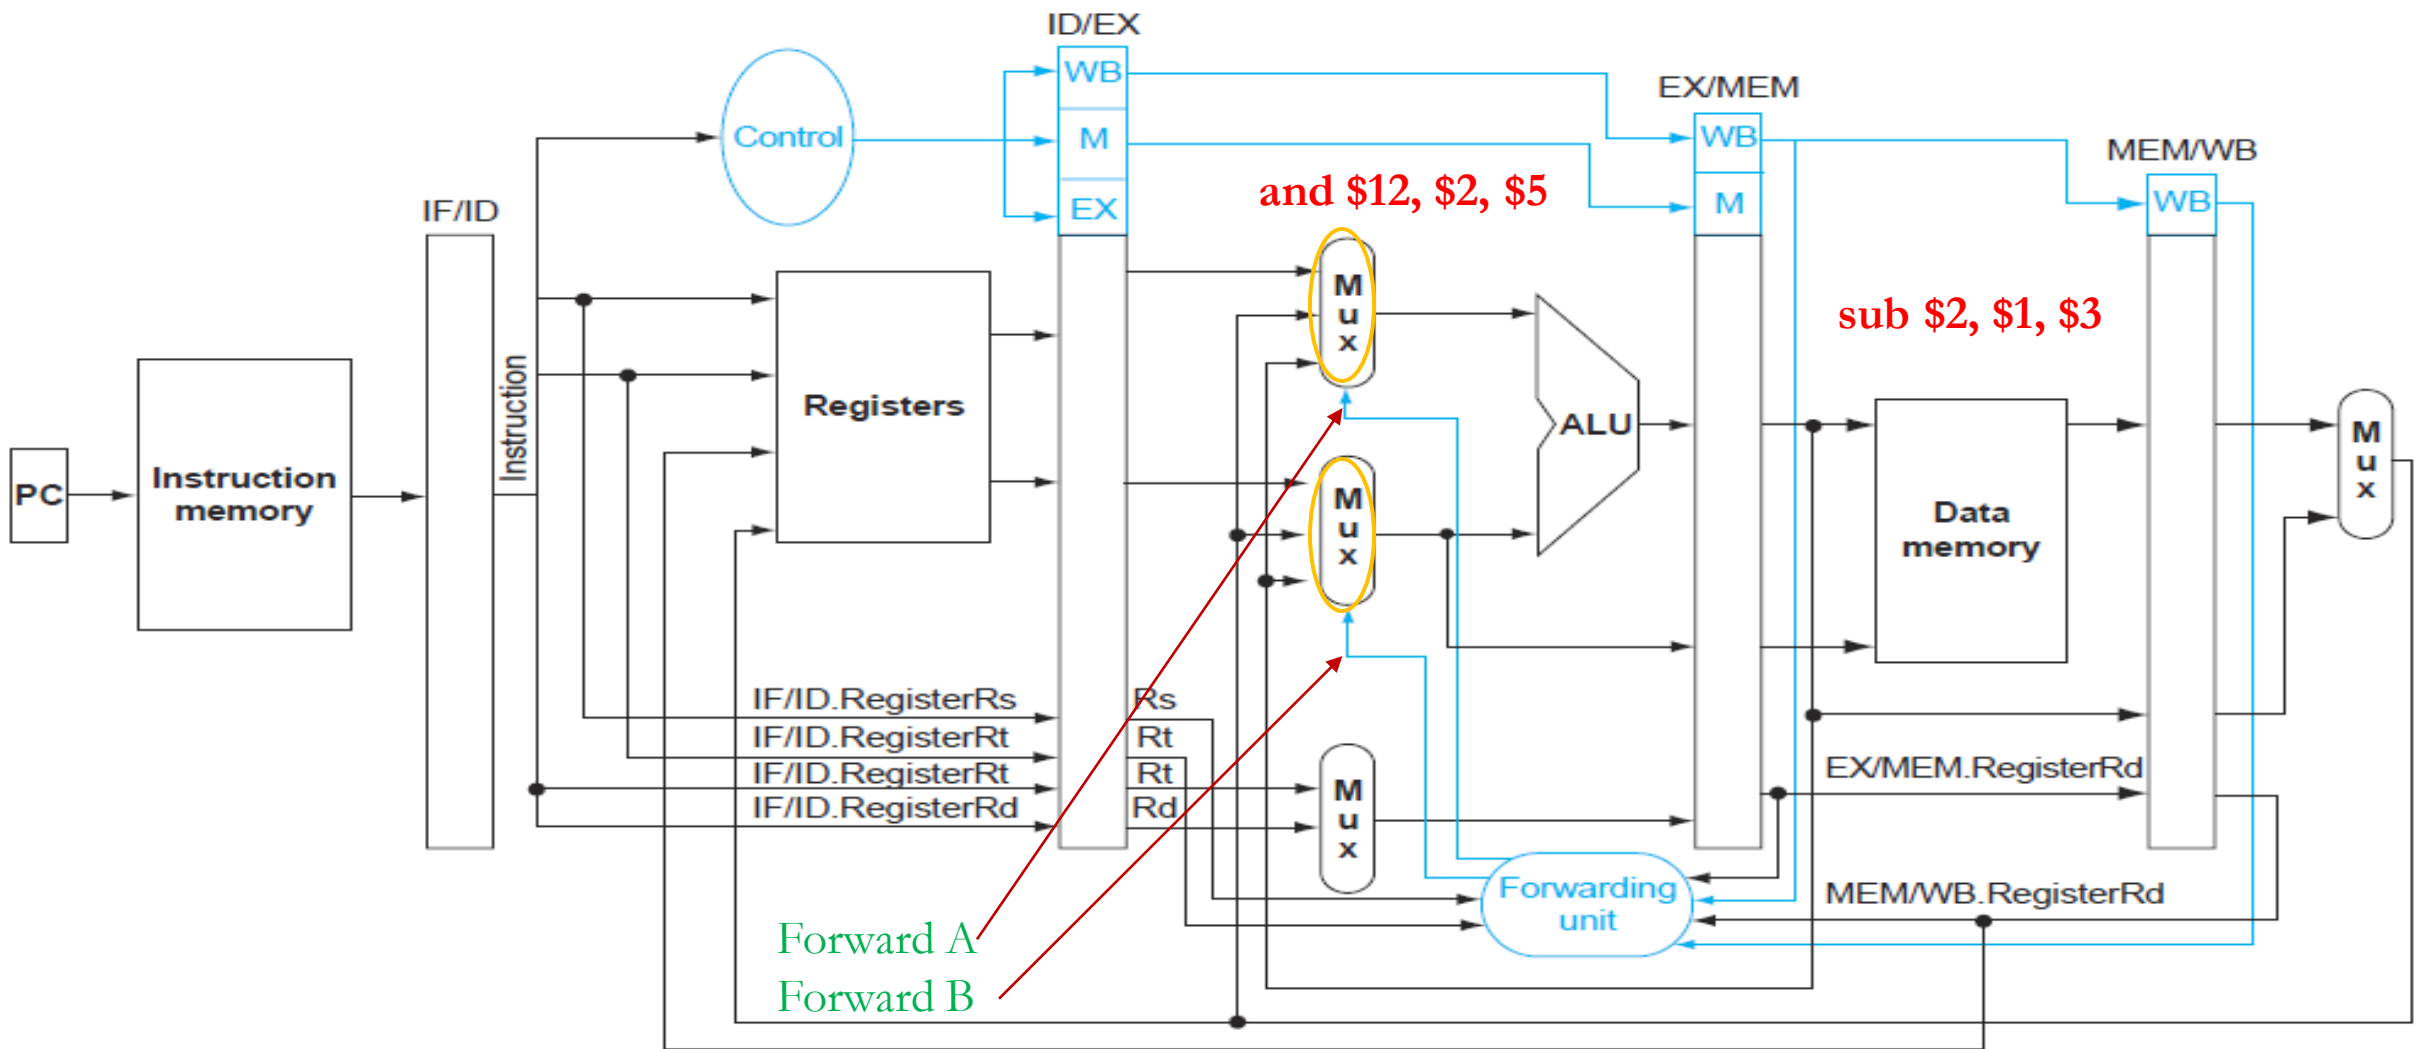 ID/EX
WB
EX/MEM
Control
M
WB
MEM/WB
and $12, $2, $5
IF/ID
EX
M
WB
M
u
x
sub $2, $1, $3
Instruction
Registers
ALU
M
u
x
PC
Instruction
memory
M
u
x
Data
memory
IF/ID.RegisterRs
Rs
IF/ID.RegisterRt
Rt
IF/ID.RegisterRt
Rt
EX/MEM.RegisterRd
IF/ID.RegisterRd
Rd
M
u
x
Forwarding
unit
MEM/WB.RegisterRd
Forward A
Forward B